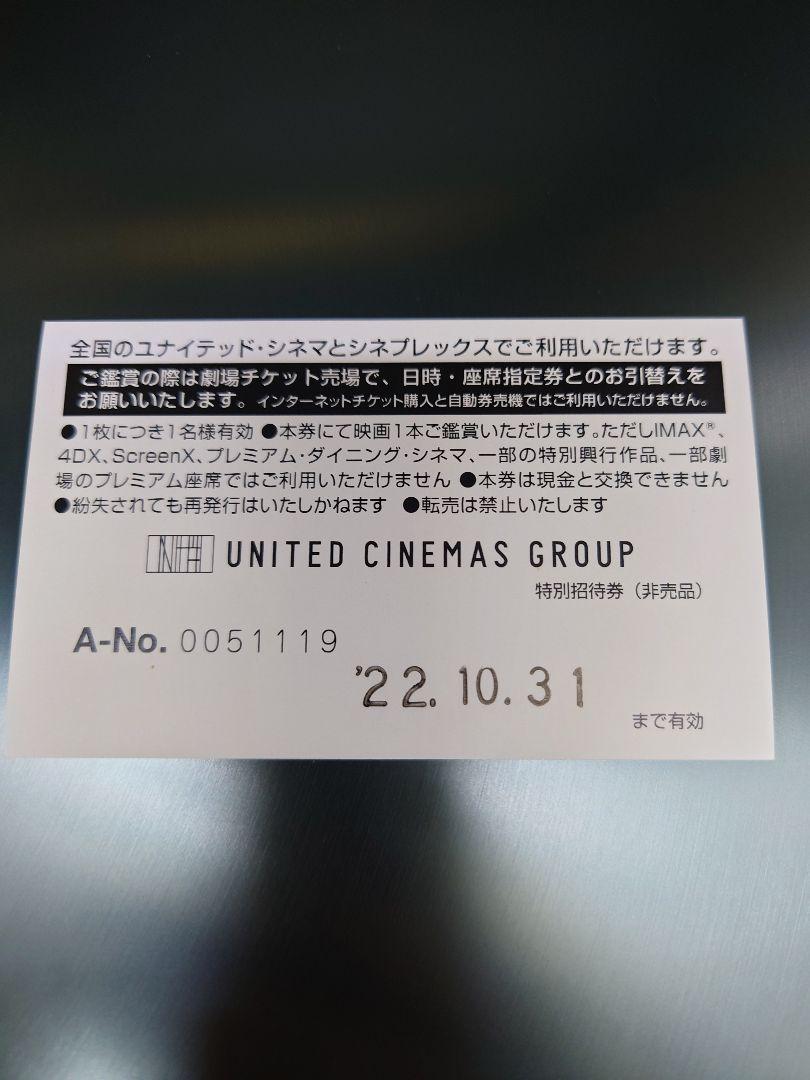 全国のユナイテッド・シネマとシネプレックスでご利用いただけます。
ご鑑賞の際は劇場チケット売場で、日時・座席指定券とのお引替えを
お願いいたします。インターネットチケット購入と自動券売機ではご利用いただけません。
●1枚につき1名様有効 ●本券にて映画1本ご鑑賞いただけます。ただしIMAX®、
4DX、ScreenX、プレミアム・ダイニング・シネマ、一部の特別興行作品、一部劇
場のプレミアム座席ではご利用いただけません ●本券は現金と交換できません
●紛失されても再発行はいたしかねます ●転売は禁止いたします
UNITED CINEMAS GROUP
特別招待券（非売品）
A-No. 0051119
'22.10.31
まで有効